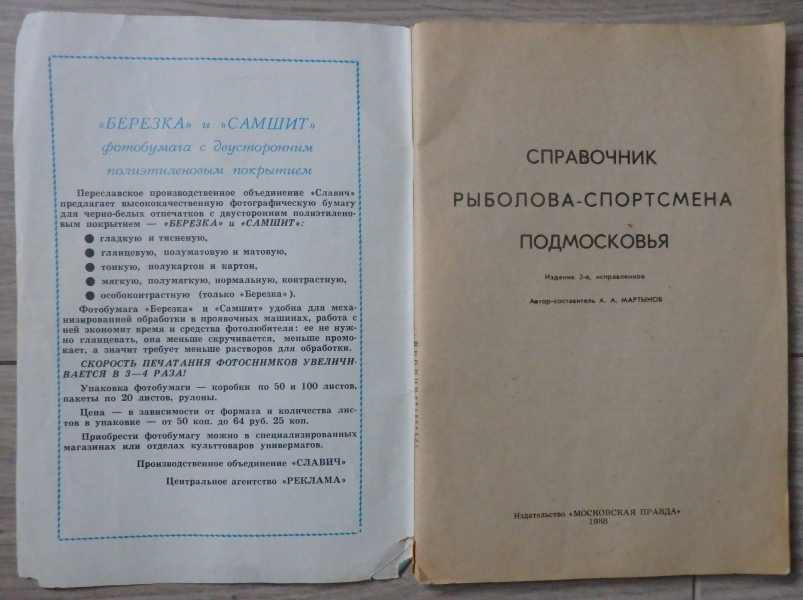 «БЕРЕЗКА» и «САМШИТ»
фотобумага с двусторонним
полиэтиленовым покрытием
Переславское производственное объединение «Славич»
предлагает высококачественную фотографическую бумагу
для черно-белых отпечатков с двусторонним полиэтилено-
вым покрытием — «БЕРЕЗКА» и «САМШИТ»:
● гладкую и тисненую,
● глянцевую, полуматовую и матовую,
● тонкую, полукартон и картон,
● мягкую, полумягкую, нормальную, контрастную,
● особоконтрастную (только «Березка»).
Фотобумага «Березка» и «Самшит» удобна для меха-
низированной обработки в проявочных машинах, работа с
ней экономит время и средства фотолюбителя: ее не нуж-
но глянцевать, она меньше скручивается, меньше промо-
кает, а значит требует меньше растворов для обработки.
СКОРОСТЬ ПЕЧАТАНИЯ ФОТОСНИМКОВ УВЕЛИЧИ-
ВАЕТСЯ В 3—4 РАЗА!
Упаковка фотобумаги — коробки по 50 и 100 листов,
пакеты по 20 листов, рулоны.
Цена — в зависимости от формата и количества лис-
тов в упаковке — от 50 коп. до 64 руб. 25 коп.
Приобрести фотобумагу можно в специализированных
магазинах или отделах культтоваров универмагов.
Производственное объединение «СЛАВИЧ»
Центральное агентство «РЕКЛАМА»
СПРАВОЧНИК
РЫБОЛОВА-СПОРТСМЕНА
ПОДМОСКОВЬЯ
Издание 2-е, исправленное
Автор-составитель А. А. МАРТЫНОВ
Издательство «МОСКОВСКАЯ ПРАВДА»
1988